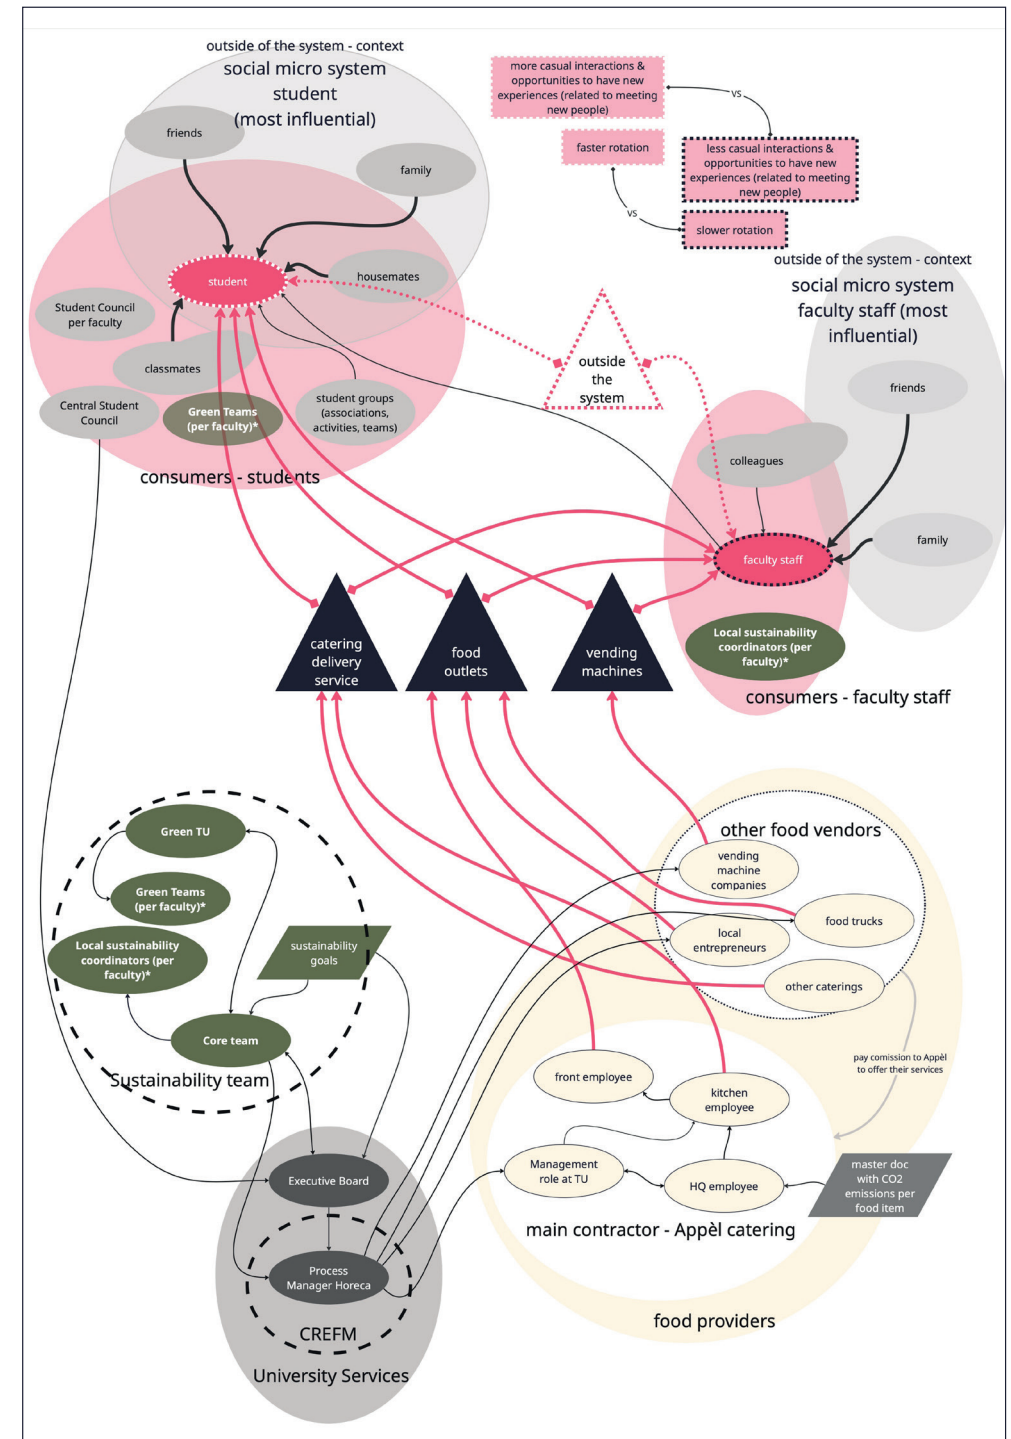 outside of the system - context
social micro system
student
(most influential)
friends
family
student
housemates
Student Council
per faculty
classmates
Central Student
Council
Green Teams
(per faculty)*
student groups
(associations,
activities, teams)
consumers - students
more casual interactions &
opportunities to have new
experiences (related to meeting
new people)
vs
faster rotation
less casual interactions &
opportunities to have new
experiences (related to meeting
new people)
vs
slower rotation
outside of the system - context
social micro system
faculty staff (most
influential)
outside
the
system
friends
colleagues
family
faculty staff
Local sustainability
coordinators (per
faculty)*
consumers - faculty staff
catering
delivery
service
food
outlets
vending
machines
Green TU
Green Teams
(per faculty)*
Local sustainability
coordinators (per
faculty)*
sustainability
goals
Core team
Sustainability team
other food vendors
vending
machine
companies
food trucks
local
entrepreneurs
other caterings
pay comission to Appèl
to offer their services
front employee
kitchen
employee
Management
role at TU
HQ employee
master doc
with CO2
emissions per
food item
main contractor - Appèl catering
food providers
Executive Board
Process
Manager Horeca
CREFM
University Services